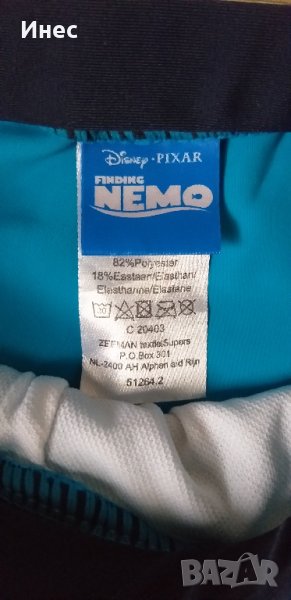 Инес
Disney · PIXAR
FINDING
NEMO
82%Polyester
18%Elastaan/Elasthan/
Elasthanne/Elastane
C 20403
ZEEMAN textielSupers
P.O.Box 301
NL-2400 AH Alphen a/d Rijn
51264.2
BAZAR